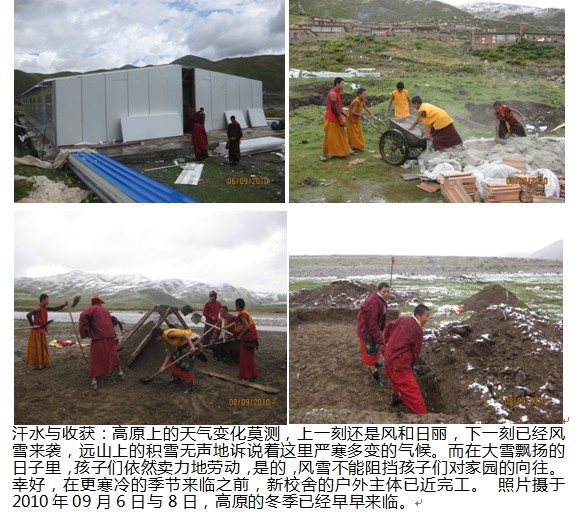 06/09/2010
06/09/2010
08/09/2010
08/09/2010
汗水与收获：高原上的天气变化莫测，上一刻还是风和日丽，下一刻已经风
雪来袭，远山上的积雪无声地诉说着这里严寒多变的气候。而在大雪飘扬的
日子里，孩子们依然卖力地劳动，是的，风雪不能阻挡孩子们对家园的向往。
幸好，在更寒冷的季节来临之前，新校舍的户外主体已近完工。 照片摄于
2010年09月6日与8日，高原的冬季已经早早来临。